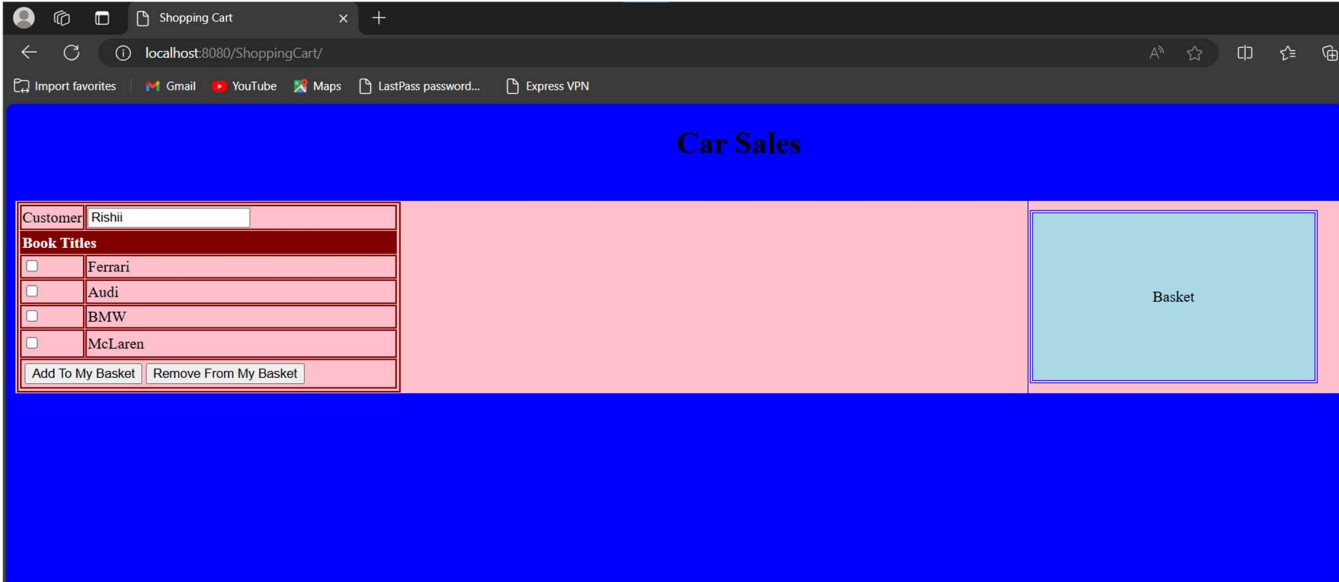 Shopping Cart
localhost:8080/ShoppingCart/
Import favorites Gmail YouTube Maps LastPass password... Express VPN
Car Sales
Customer Rishii
Book Titles
Ferrari
Audi
BMW
McLaren
Add To My Basket Remove From My Basket
Basket